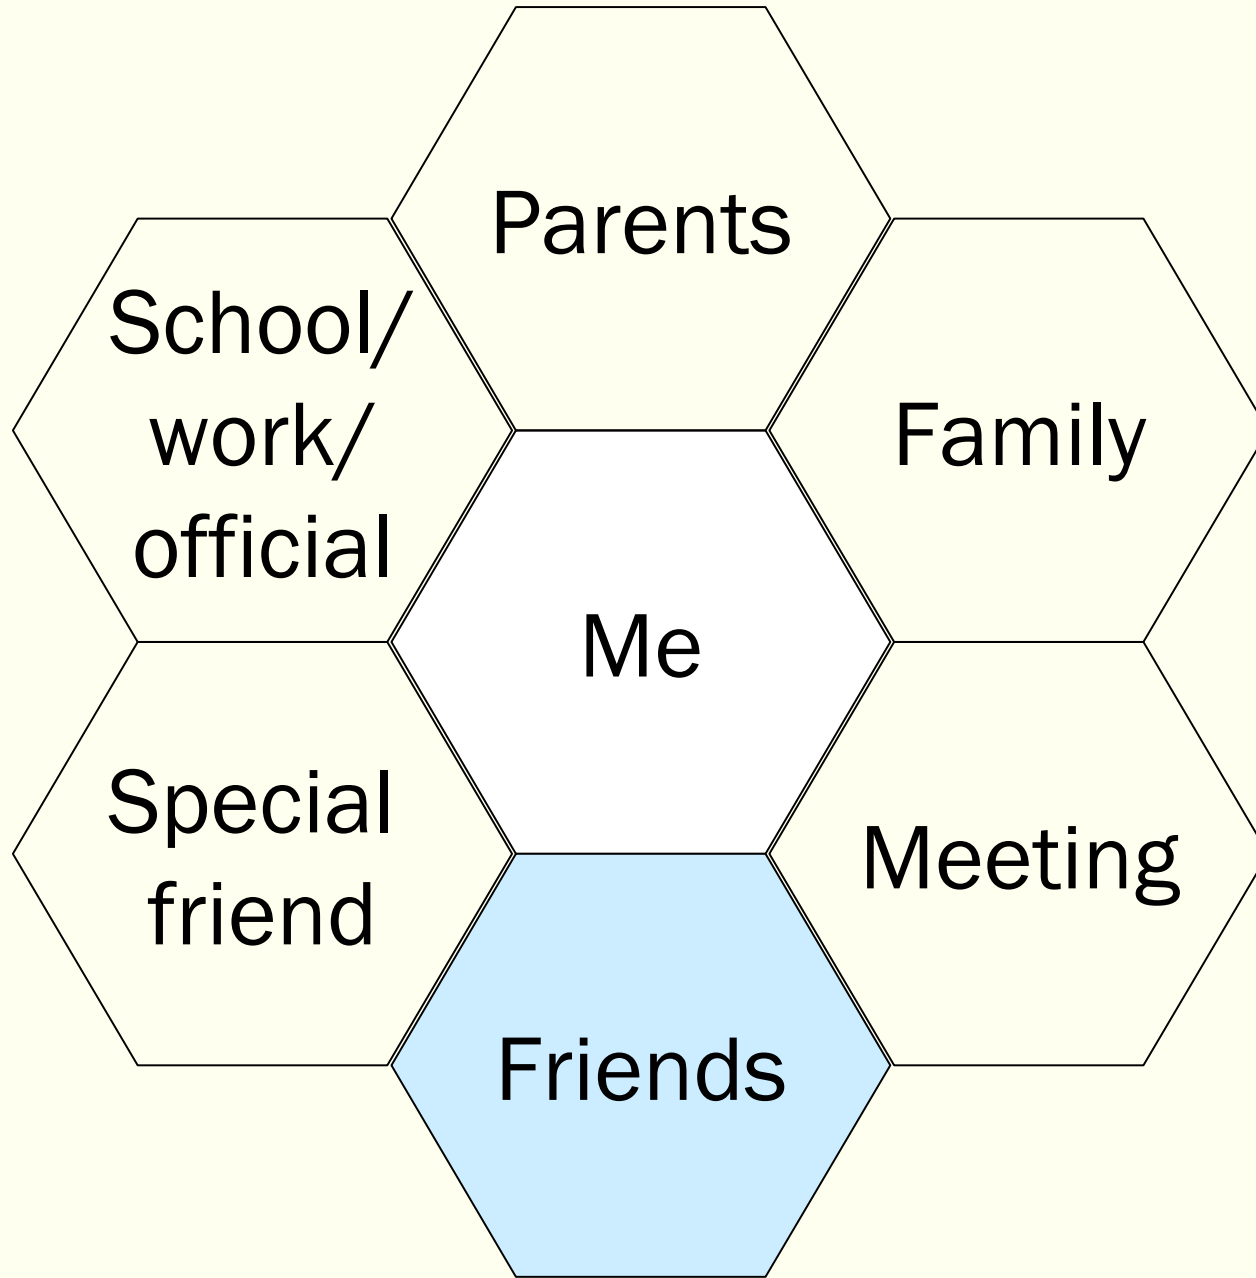 Parents
School/
work/
official
Family
Me
Special
friend
Meeting
Friends